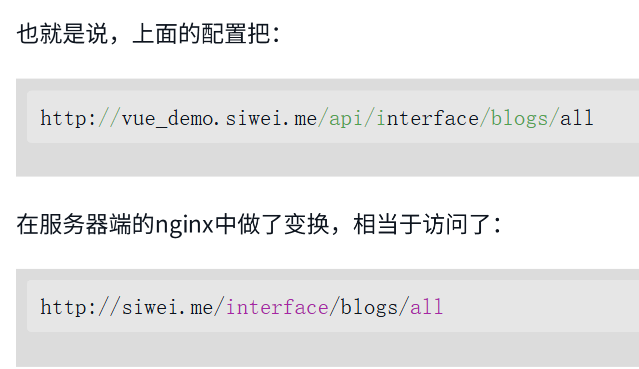 也就是说，上面的配置把：
http://vue_demo.siwei.me/api/interface/blogs/all
在服务器端的nginx中做了变换，相当于访问了：
http://siwei.me/interface/blogs/all